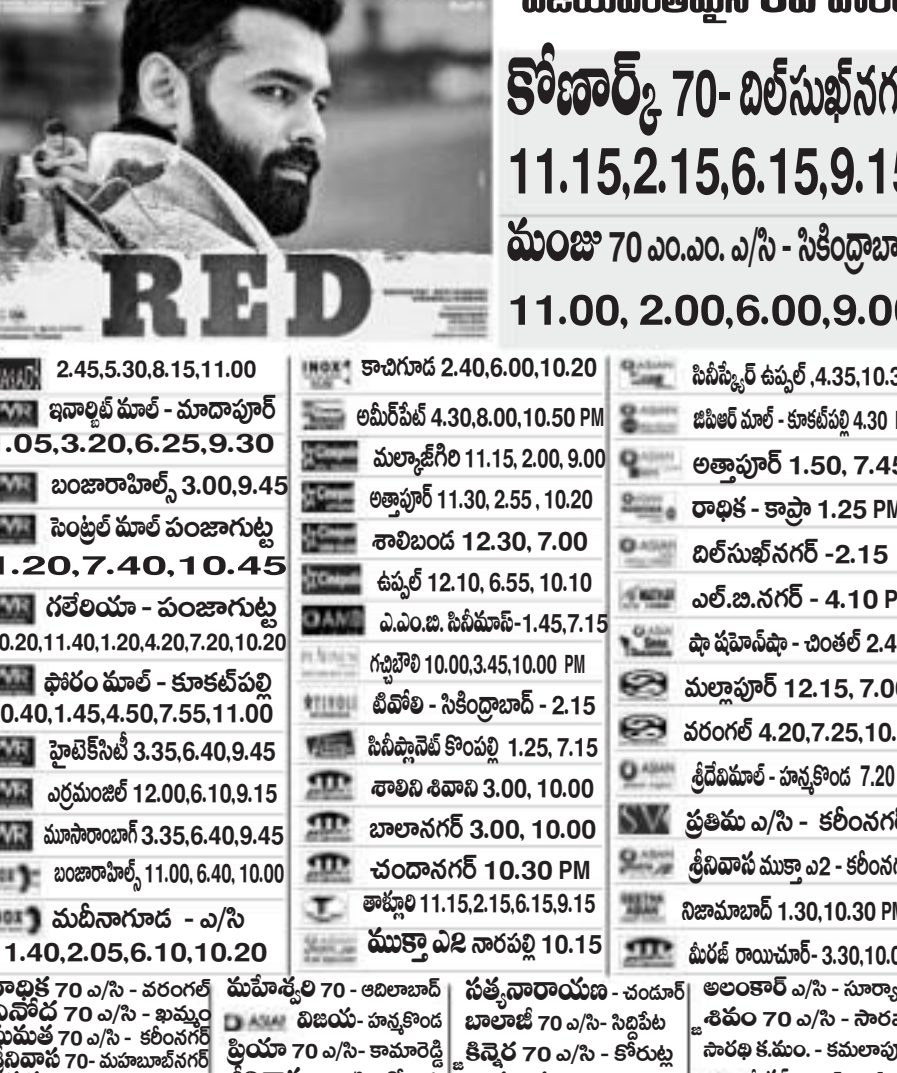 RED
కోణార్క్ 70- దిల్‌సుఖ్‌నగ
11.15,2.15,6.15,9.15
మంజు 70 ఎం.ఎం. ఎ/సి - సికింద్రాబా
11.00, 2.00,6.00,9.00
2.45,5.30,8.15,11.00
ఇనార్బిట్ మాల్ - మాదాపూర్
.05,3.20,6.25,9.30
బంజారాహిల్స్ 3.00,9.45
సెంట్రల్ మాల్ పంజాగుట్ట
1.20,7.40,10.45
గలేరియా - పంజాగుట్ట
0.20,11.40,1.20,4.20,7.20,10.20
ఫోరం మాల్ - కూకట్‌పల్లి
0.40,1.45,4.50,7.55,11.00
హైటెక్‌సిటీ 3.35,6.40,9.45
ఎర్రమంజిల్ 12.00,6.10,9.15
మూసారాంబాగ్ 3.35,6.40,9.45
బంజారాహిల్స్ 11.00, 6.40, 10.00
మదీనాగూడ - ఎ/సి
1.40,2.05,6.10,10.20
INOX కాచిగూడ 2.40,6.00,10.20
అమీర్‌పేట్ 4.30,8.00,10.50 PM
మల్కాజ్‌గిరి 11.15, 2.00, 9.00
అత్తాపూర్ 11.30, 2.55 , 10.20
శాలిబండ 12.30, 7.00
ఉప్పల్ 12.10, 6.55, 10.10
AMB ఎ.ఎం.బి. సినీమాస్-1.45,7.15
గచ్చిబౌలి 10.00,3.45,10.00 PM
TIVOLI టివోలి - సికింద్రాబాద్ - 2.15
సినీప్లానెట్ కొంపల్లి 1.25, 7.15
శాలిని శివాని 3.00, 10.00
బాలానగర్ 3.00, 10.00
చందానగర్ 10.30 PM
తాళ్లూరి 11.15,2.15,6.15,9.15
ముక్తా ఎ2 నారపల్లి 10.15
సినీస్క్వేర్ ఉప్పల్ ,4.35,10.3
జిపిఆర్ మాల్ - కూకట్‌పల్లి 4.30
అత్తాపూర్ 1.50, 7.45
రాధిక - కాప్రా 1.25 PM
దిల్‌సుఖ్‌నగర్ -2.15
ఎల్.బి.నగర్ - 4.10 P
షా షహెన్‌షా - చింతల్ 2.4
మల్లాపూర్ 12.15, 7.00
వరంగల్ 4.20,7.25,10.
శ్రీదేవిమాల్ - హన్మకొండ 7.20
SV ప్రతిమ ఎ/సి - కరీంనగర్
శ్రీనివాస ముక్తా ఎ2 - కరీంనగ
నిజామాబాద్ 1.30,10.30 PM
మీరజ్ రాయిచూర్- 3.30,10.0
రాధిక 70 ఎ/సి - వరంగల్
వినోద 70 ఎ/సి - ఖమ్మం
మమత 70 ఎ/సి - కరీంనగర్
శ్రీనివాస 70- మహబూబ్‌నగర్
మహేశ్వరి 70 - ఆదిలాబాద్
ASIAN విజయ- హన్మకొండ
ప్రియా 70 ఎ/సి- కామారెడ్డి
సత్యనారాయణ - చండూర్
బాలాజీ 70 ఎ/సి- సిద్దిపేట
కిన్నెర 70 ఎ/సి - కోరుట్ల
అలంకార్ ఎ/సి - సూర్యా
శివం 70 ఎ/సి - సారప
సారథి క.మం. - కమలాపూ